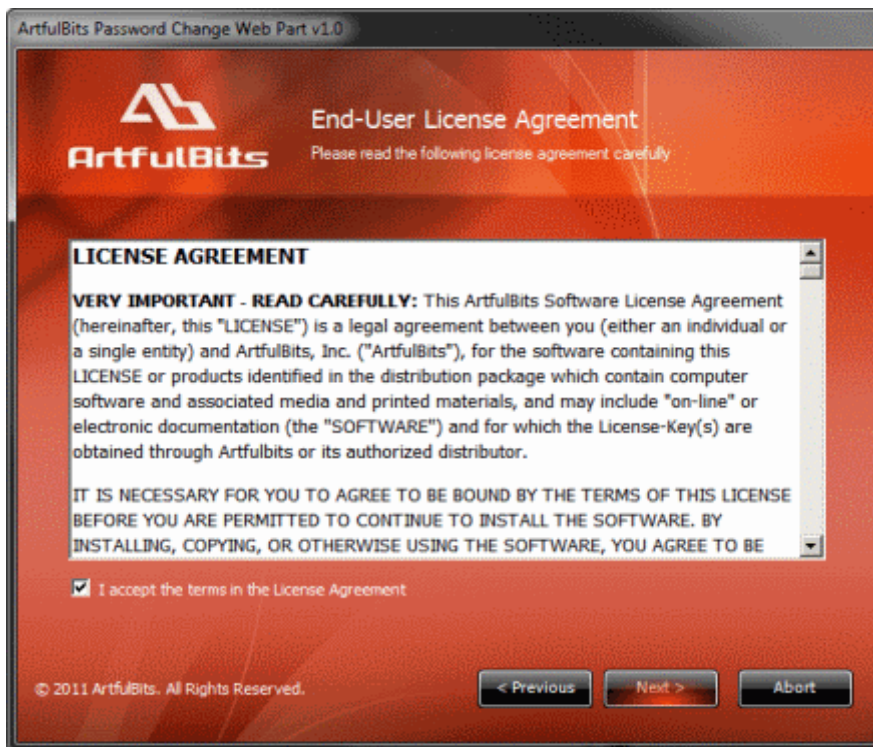 ArtfulBits Password Change Web Part v1.0
ArtfulBits
End-User License Agreement
Please read the following license agreement carefully
LICENSE AGREEMENT
VERY IMPORTANT - READ CAREFULLY: This ArtfulBits Software License Agreement
(hereinafter, this "LICENSE") is a legal agreement between you (either an individual or
a single entity) and ArtfulBits, Inc. ("ArtfulBits"), for the software containing this
LICENSE or products identified in the distribution package which contain computer
software and associated media and printed materials, and may include "on-line" or
electronic documentation (the "SOFTWARE") and for which the License-Key(s) are
obtained through Artfulbits or its authorized distributor.
IT IS NECESSARY FOR YOU TO AGREE TO BE BOUND BY THE TERMS OF THIS LICENSE
BEFORE YOU ARE PERMITTED TO CONTINUE TO INSTALL THE SOFTWARE. BY
INSTALLING, COPYING, OR OTHERWISE USING THE SOFTWARE, YOU AGREE TO BE
I accept the terms in the License Agreement
© 2011 ArtfulBits. All Rights Reserved.
< Previous
Next >
Abort